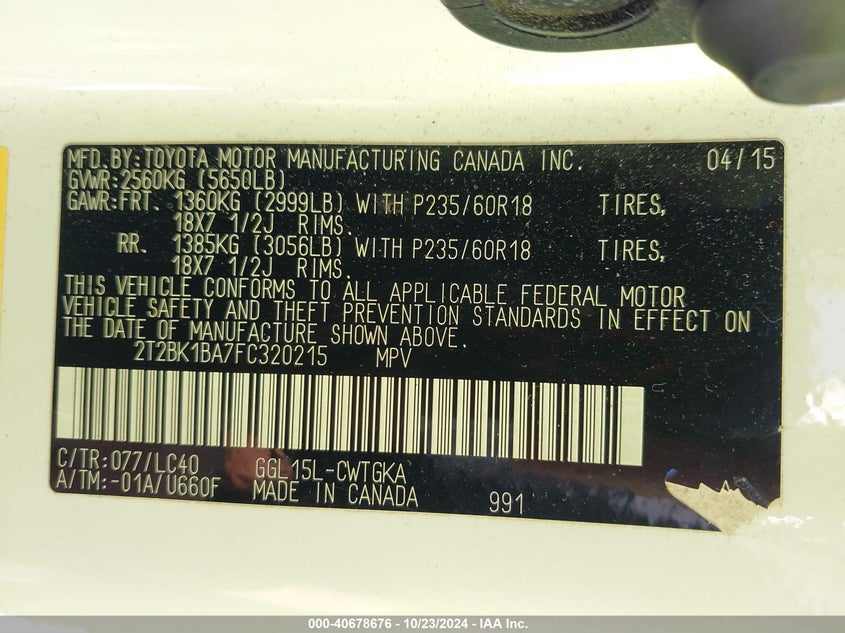 MFD.BY:TOYOTA MOTOR MANUFACTURING CANADA INC. 04/15
GVWR:2560KG (5650LB)
GAWR:FRT. 1360KG (2999LB) WITH P235/60R18 TIRES,
18X7 1/2J RIMS.
RR. 1385KG (3056LB) WITH P235/60R18 TIRES,
18X7 1/2J RIMS.
THIS VEHICLE CONFORMS TO ALL APPLICABLE FEDERAL MOTOR
VEHICLE SAFETY AND THEFT PREVENTION STANDARDS IN EFFECT ON
THE DATE OF MANUFACTURE SHOWN ABOVE.
2T2BK1BA7FC320215 MPV
C/TR:077/LC40 GGL15L-CWTGKA
A/TM:-01A/U660F MADE IN CANADA 991
000-40678676 - 10/23/2024 - IAA Inc.